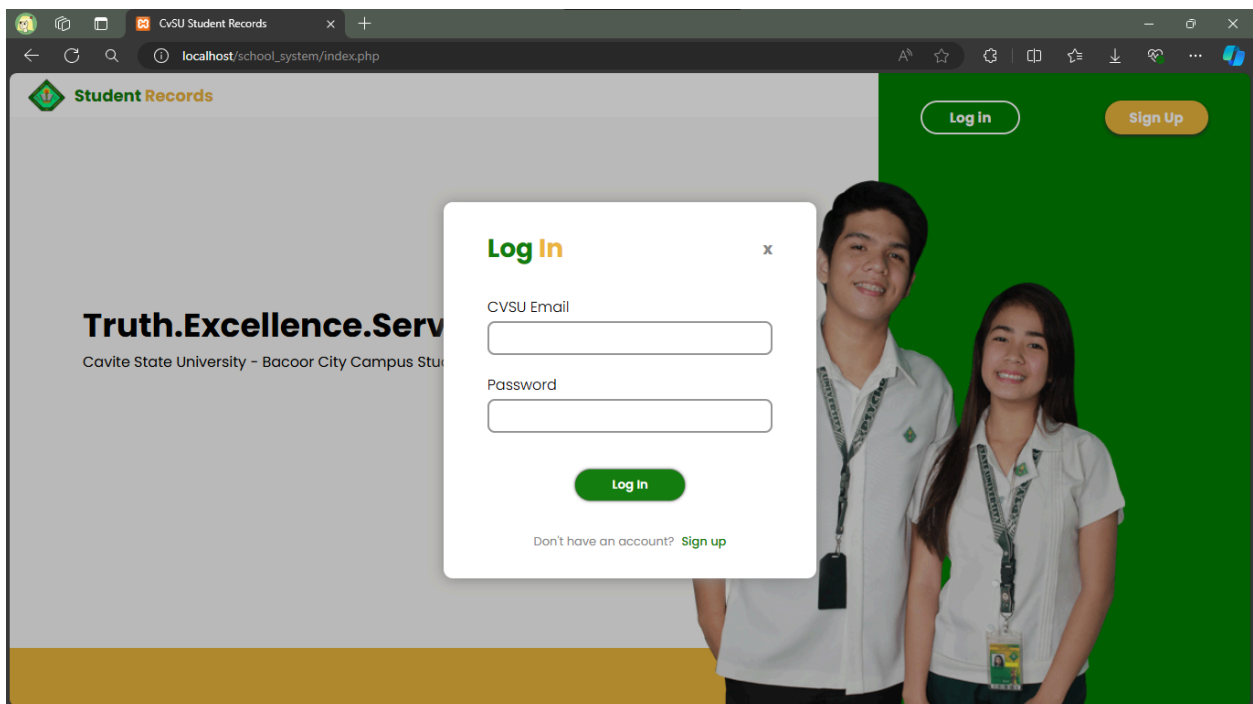 CvSU Student Records
localhost/school_system/index.php
Student Records
Log in
Sign Up
Log In
x
CVSU Email
Truth.Excellence.Serv
Cavite State University - Bacoor City Campus Stu
Password
Log In
Don't have an account? Sign up